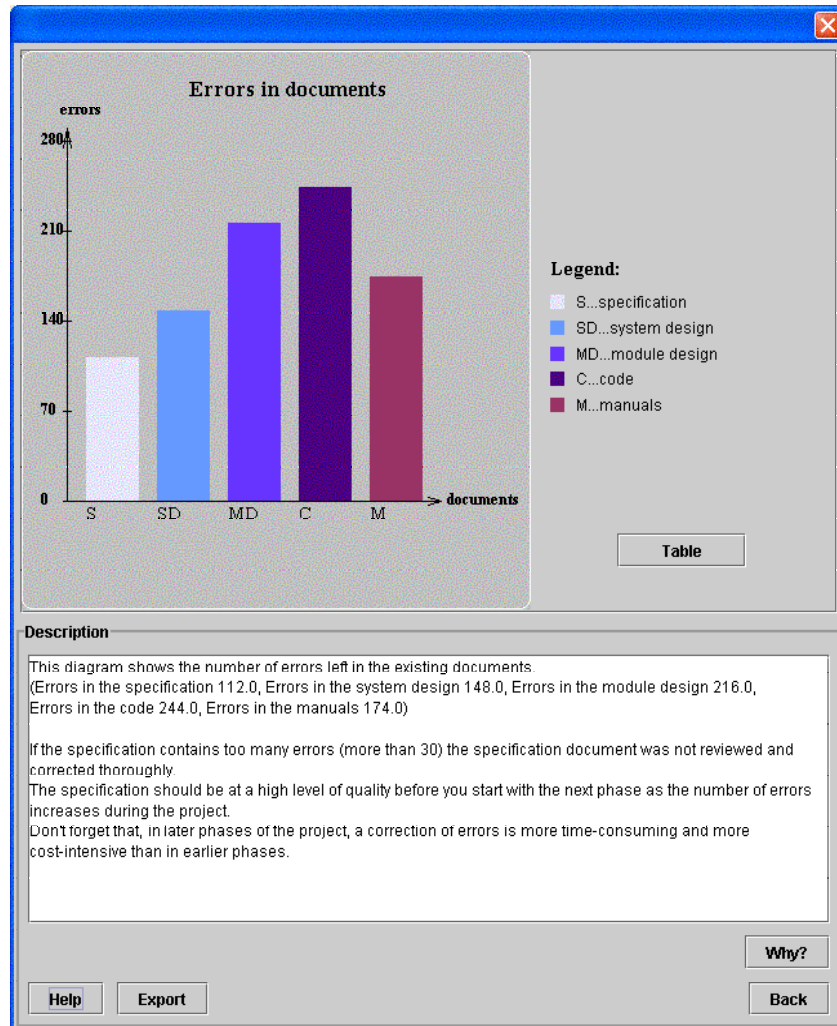 Errors in documents
errors
280
210
140
70
0
S SD MD C M
documents
Legend:
S...specification
SD...system design
MD...module design
C...code
M...manuals
Table
Description
This diagram shows the number of errors left in the existing documents.
(Errors in the specification 112.0, Errors in the system design 148.0, Errors in the module design 216.0,
Errors in the code 244.0, Errors in the manuals 174.0)
If the specification contains too many errors (more than 30) the specification document was not reviewed and
corrected thoroughly.
The specification should be at a high level of quality before you start with the next phase as the number of errors
increases during the project.
Don't forget that, in later phases of the project, a correction of errors is more time-consuming and more
cost-intensive than in earlier phases.
Why?
Help
Export
Back